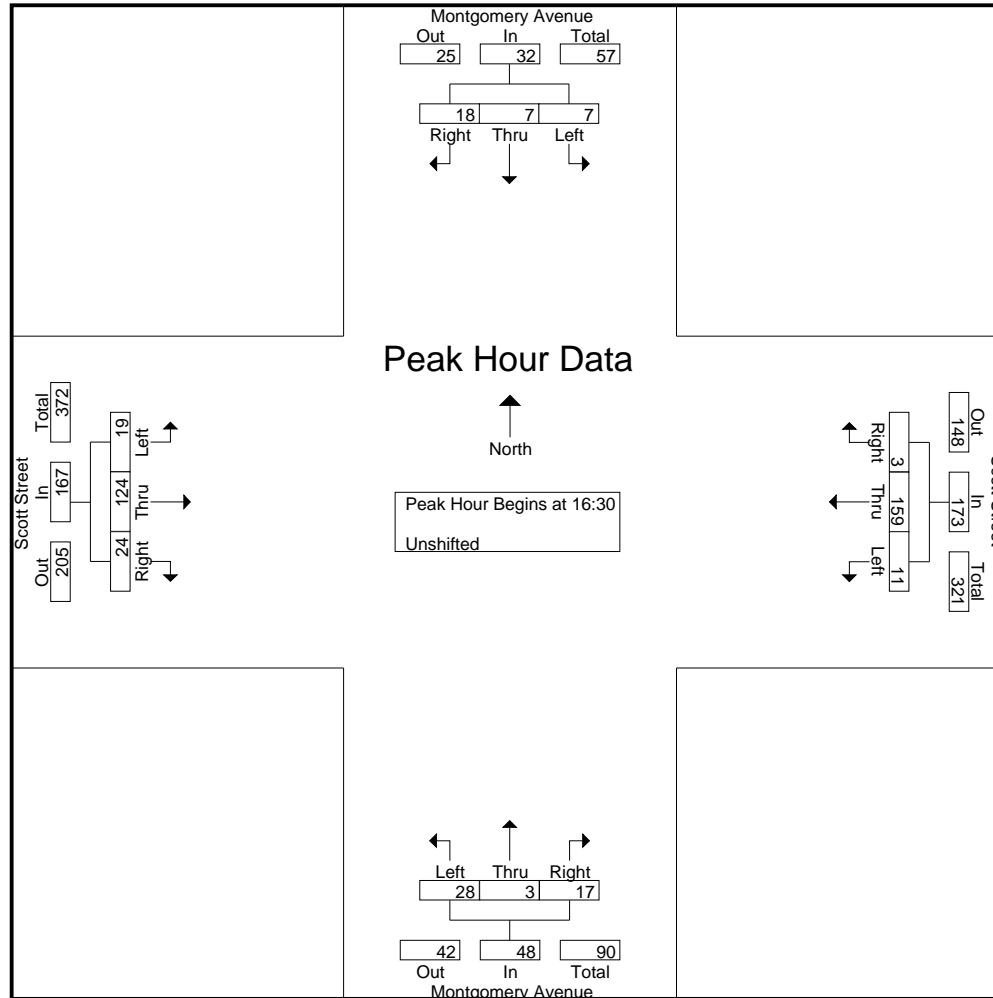 Montgomery Avenue
Out In Total
25 32 57
18 7 7
Right Thru Left
Peak Hour Data
North
Peak Hour Begins at 16:30
Unshifted
Scott Street
Total In Out
372 167 205
19 124 24
Left Thru Right
Out In Total
148 173 321
Right Thru Left
3 159 11
Left Thru Right
28 3 17
42 48 90
Out In Total
Montgomery Avenue